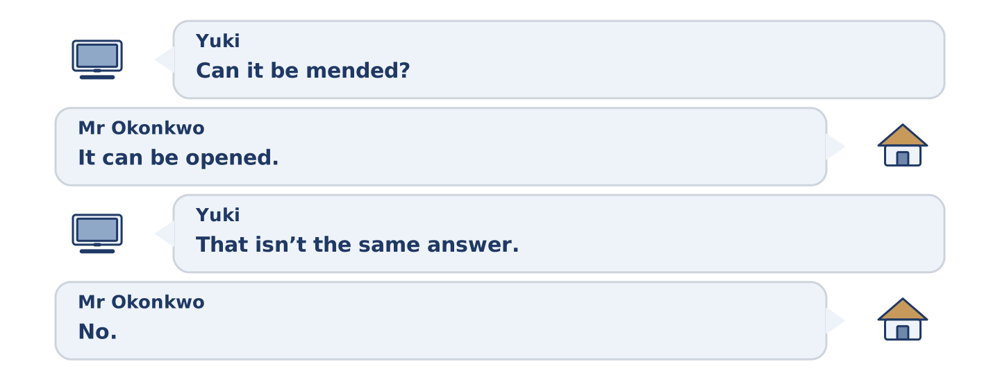 Yuki
Can it be mended?
Mr Okonkwo
It can be opened.
Yuki
That isn’t the same answer.
Mr Okonkwo
No.